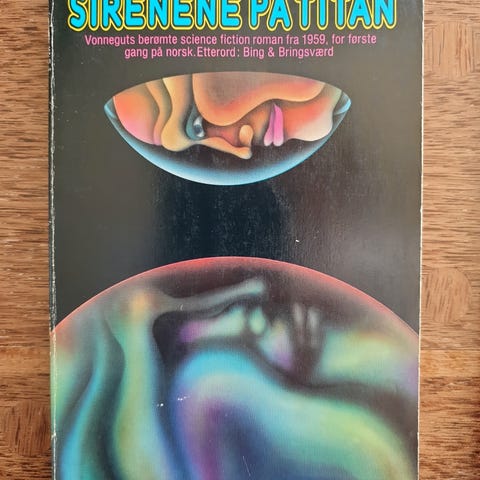 SIRENENE PÅ TITAN
Vonneguts berømte science fiction roman fra 1959, for første
gang på norsk. Etterord: Bing & Bringsværd